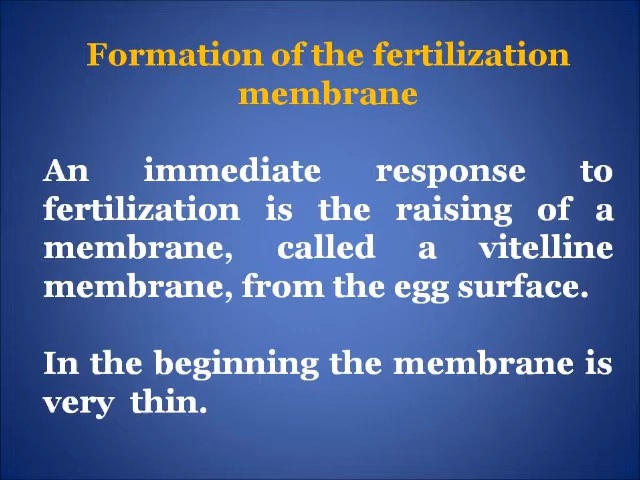 Formation of the fertilization
membrane
An immediate response to
fertilization is the raising of a
membrane, called a vitelline
membrane, from the egg surface.
In the beginning the membrane is
very thin.